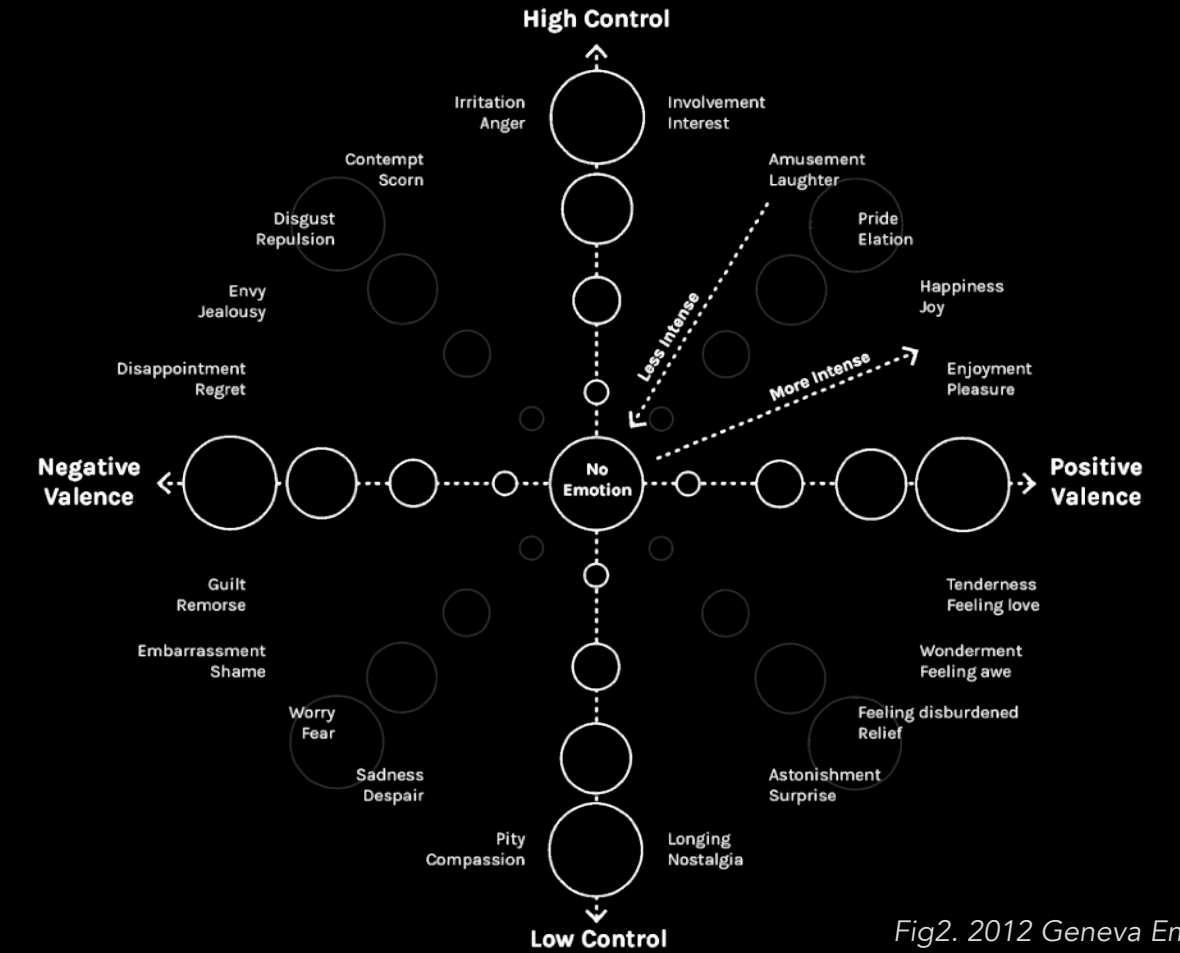 High Control
Irritation
Anger
Involvement
Interest
Contempt
Scorn
Amusement
Laughter
Disgust
Repulsion
Pride
Elation
Envy
Jealousy
Happiness
Joy
Less Intense
More Intense
Disappointment
Regret
Enjoyment
Pleasure
Negative
Valence
No
Emotion
Positive
Valence
Guilt
Remorse
Tenderness
Feeling love
Embarrassment
Shame
Wonderment
Feeling awe
Worry
Fear
Feeling disburdened
Relief
Sadness
Despair
Astonishment
Surprise
Pity
Compassion
Longing
Nostalgia
Low Control
Fig2. 2012 Geneva